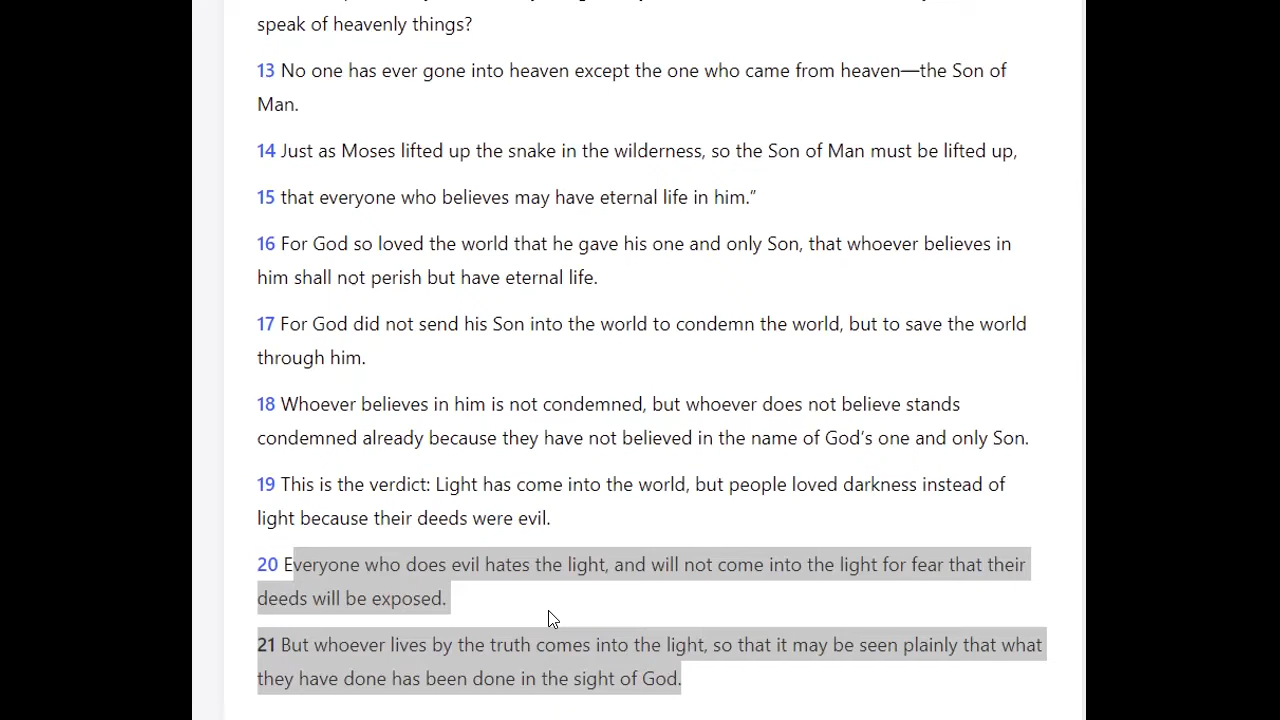 speak of heavenly things?
13 No one has ever gone into heaven except the one who came from heaven—the Son of
Man.
14 Just as Moses lifted up the snake in the wilderness, so the Son of Man must be lifted up,
15 that everyone who believes may have eternal life in him.”
16 For God so loved the world that he gave his one and only Son, that whoever believes in
him shall not perish but have eternal life.
17 For God did not send his Son into the world to condemn the world, but to save the world
through him.
18 Whoever believes in him is not condemned, but whoever does not believe stands
condemned already because they have not believed in the name of God’s one and only Son.
19 This is the verdict: Light has come into the world, but people loved darkness instead of
light because their deeds were evil.
20 Everyone who does evil hates the light, and will not come into the light for fear that their
deeds will be exposed.
21 But whoever lives by the truth comes into the light, so that it may be seen plainly that what
they have done has been done in the sight of God.